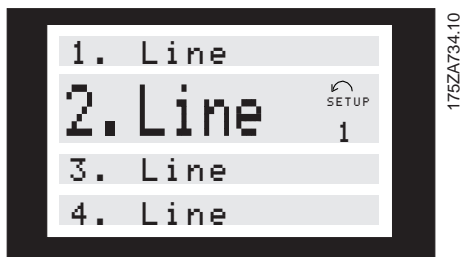 1. Line
2. Line
SETUP
1
3. Line
4. Line
175ZA734.10